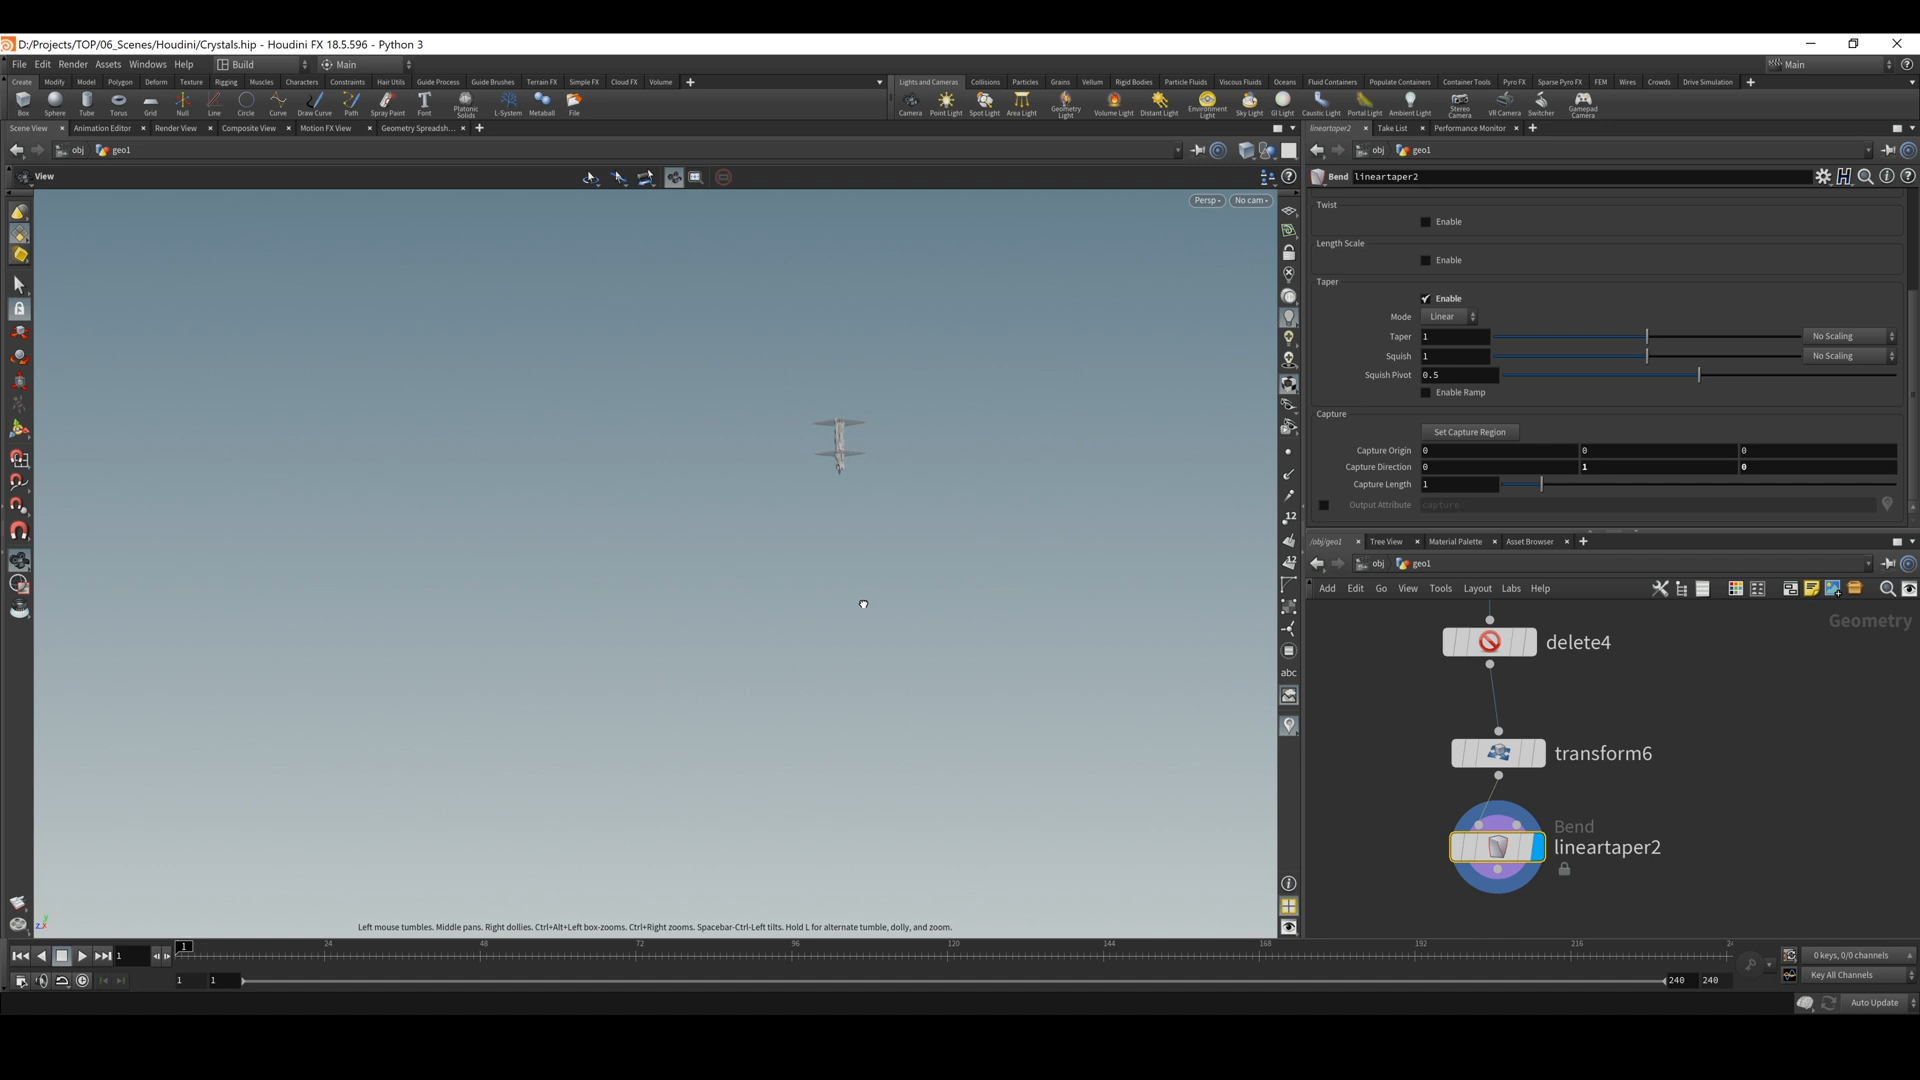 D:/Projects/TOP/06_Scenes/Houdini/Crystals.hip - Houdini FX 18.5.596 - Python 3
File Edit Render Assets Windows Help Build Main Main
Create Modify Model Polygon Deform Texture Rigging Muscles Characters Constraints Hair Utils Guide Process Guide Brushes Terrain FX Simple FX Cloud FX Volume
Lights and Cameras Collisions Particles Grains Vellum Rigid Bodies Particle Fluids Viscous Fluids Oceans Fluid Containers Populate Containers Container Tools Pyro FX Sparse Pyro FX FEM Wires Crowds Drive Simulation
Box Sphere Tube Torus Grid Null Line Circle Curve Draw Curve Path Spray Paint Font Platonic Solids L-System Metaball File
Camera Point Light Spot Light Area Light Geometry Light Volume Light Distant Light Environment Light Sky Light GI Light Caustic Light Portal Light Ambient Light Stereo Camera VR Camera Switcher Gamepad Camera
Scene View Animation Editor Render View Composite View Motion FX View Geometry Spreadsh...
lineartaper2 Take List Performance Monitor
obj geo1
obj geo1
View
Bend lineartaper2
Persp No cam
Twist
Enable
Length Scale
Enable
Taper
Enable
Mode Linear
Taper 1 No Scaling
Squish 1 No Scaling
Squish Pivot 0.5
Enable Ramp
Capture
Set Capture Region
Capture Origin 0 0 0
Capture Direction 0 1 0
Capture Length 1
Output Attribute capture
12
12
abc
/obj/geo1 Tree View Material Palette Asset Browser
obj geo1
Add Edit Go View Tools Layout Labs Help
Geometry
delete4
transform6
Bend
lineartaper2
z x y
Left mouse tumbles. Middle pans. Right dollies. Ctrl+Alt+Left box-zooms. Ctrl+Right zooms. Spacebar-Ctrl-Left tilts. Hold L for alternate tumble, dolly, and zoom.
1 1 24 48 72 96 120 144 168 192 216 24
0 keys, 0/0 channels
1 1 240 240
Key All Channels
Auto Update